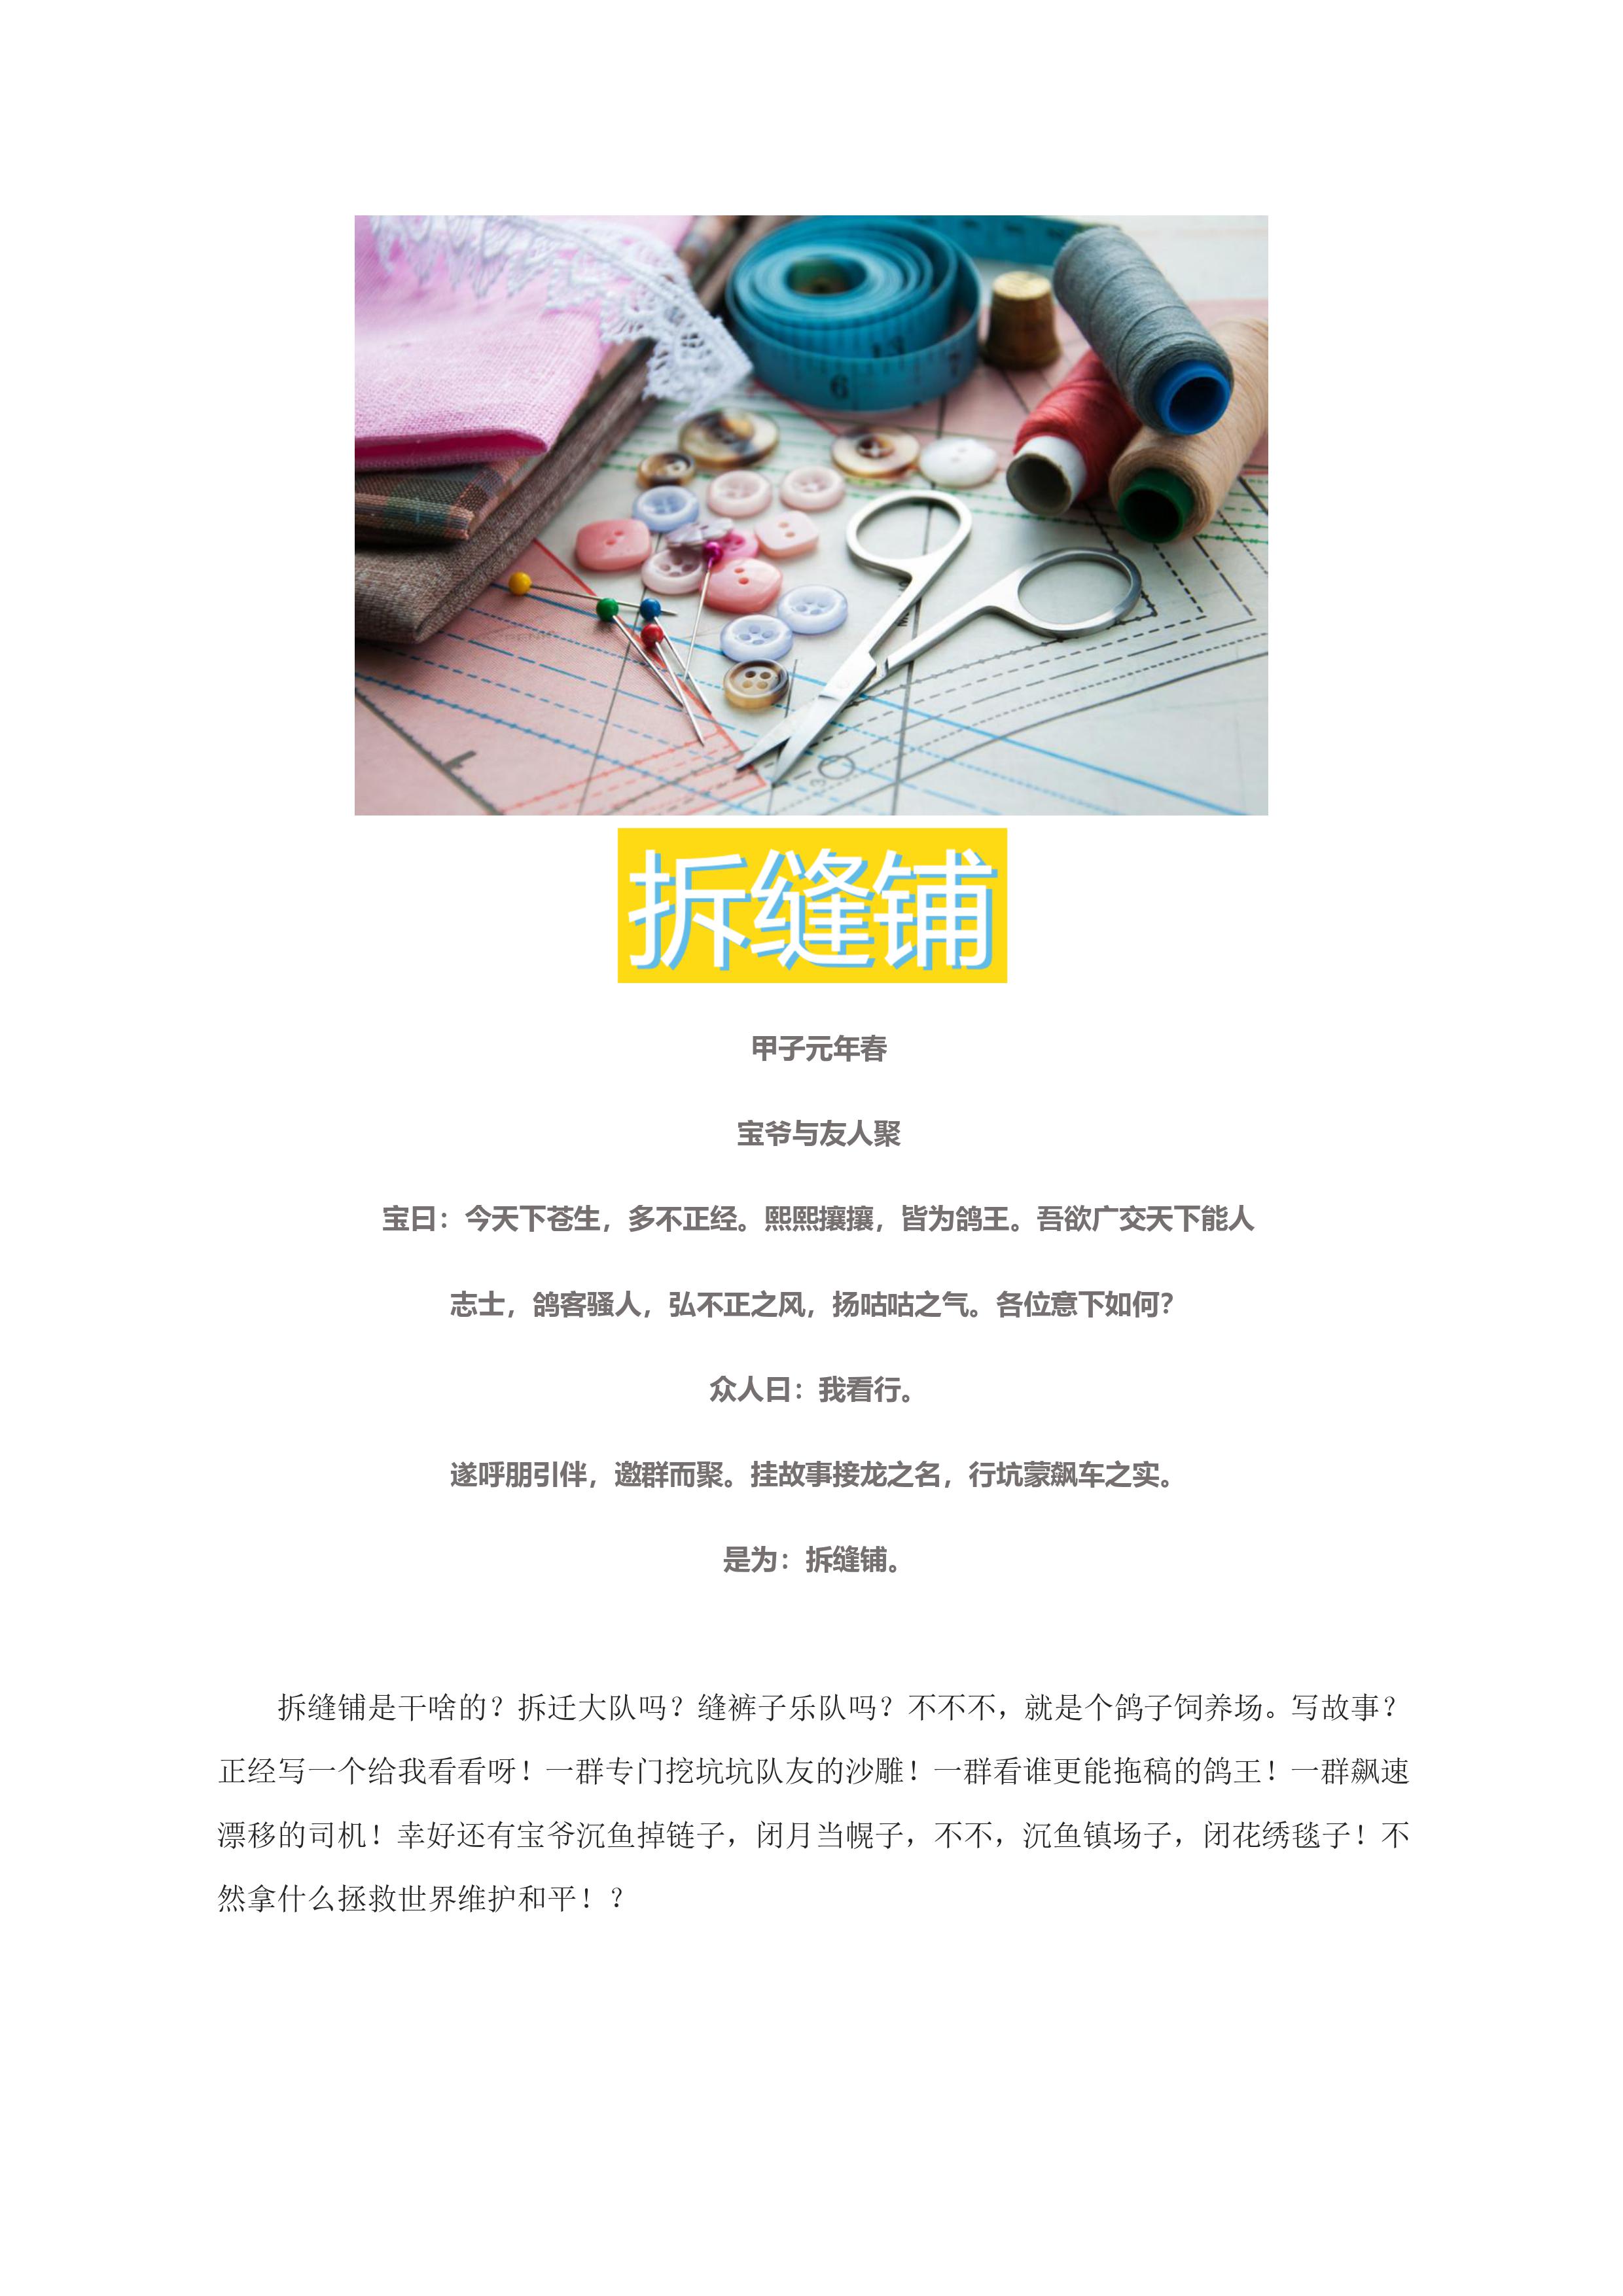 拆缝铺
甲子元年春
宝爷与友人聚
宝曰：今天下苍生，多不正经。熙熙攘攘，皆为鸽王。吾欲广交天下能人
志士，鸽客骚人，弘不正之风，扬咕咕之气。各位意下如何？
众人曰：我看行。
遂呼朋引伴，邀群而聚。挂故事接龙之名，行坑蒙飙车之实。
是为：拆缝铺。
拆缝铺是干啥的？拆迁大队吗？缝裤子乐队吗？不不不，就是个鸽子饲养场。写故事？
正经写一个给我看看呀！一群专门挖坑坑队友的沙雕！一群看谁更能拖稿的鸽王！一群飙速
漂移的司机！幸好还有宝爷沉鱼掉链子，闭月当幌子，不不，沉鱼镇场子，闭花绣毯子！不
然拿什么拯救世界维护和平！？